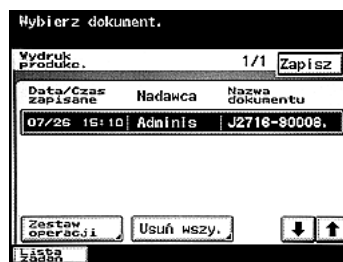 Wybierz dokument.
Wydruk produkc.
1/1 Zapisz
Data/Czas zapisane Nadawca Nazwa dokumentu
07/26 15:10 Adminis J2716-90008.
Zestaw operacji Usuń wszy.
Lista zadań